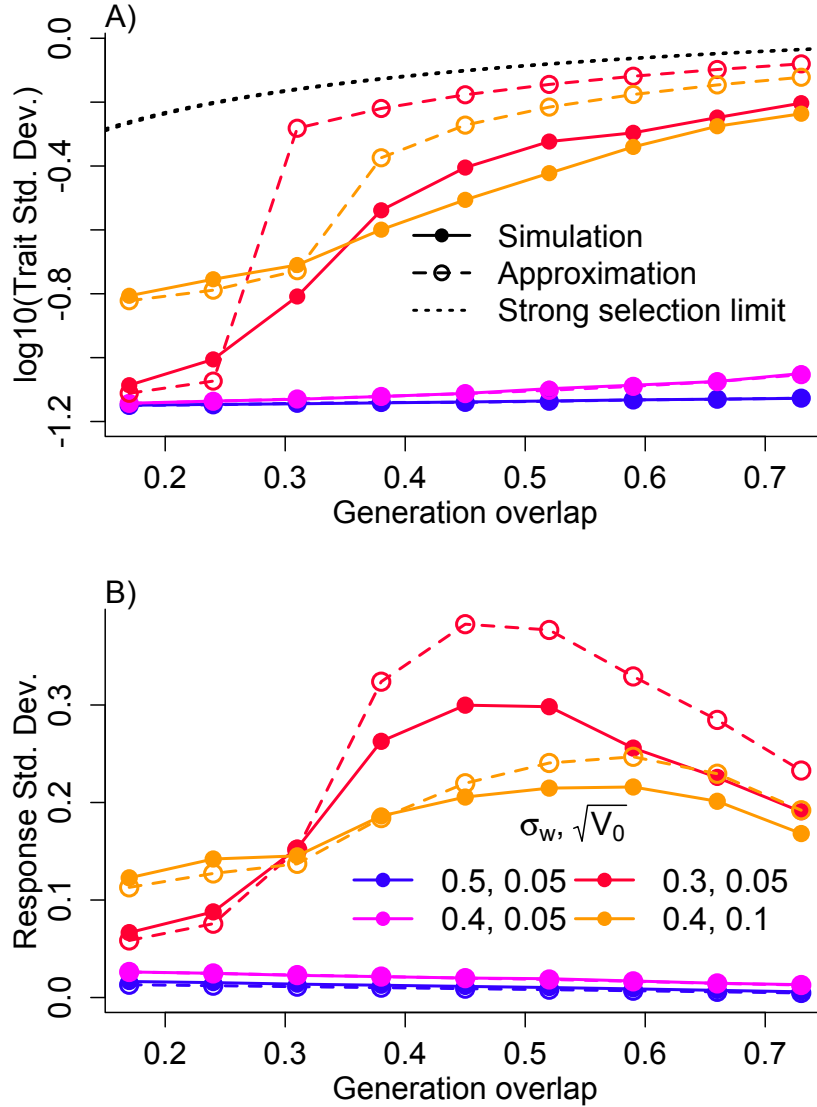 A)
log10(Trait Std. Dev.)
0.0
-0.4
-0.8
-1.2
Simulation
Approximation
Strong selection limit
0.2 0.3 0.4 0.5 0.6 0.7
Generation overlap
B)
Response Std. Dev.
0.3
0.2
0.1
0.0
σw, √V0
0.5, 0.05 0.3, 0.05
0.4, 0.05 0.4, 0.1
0.2 0.3 0.4 0.5 0.6 0.7
Generation overlap